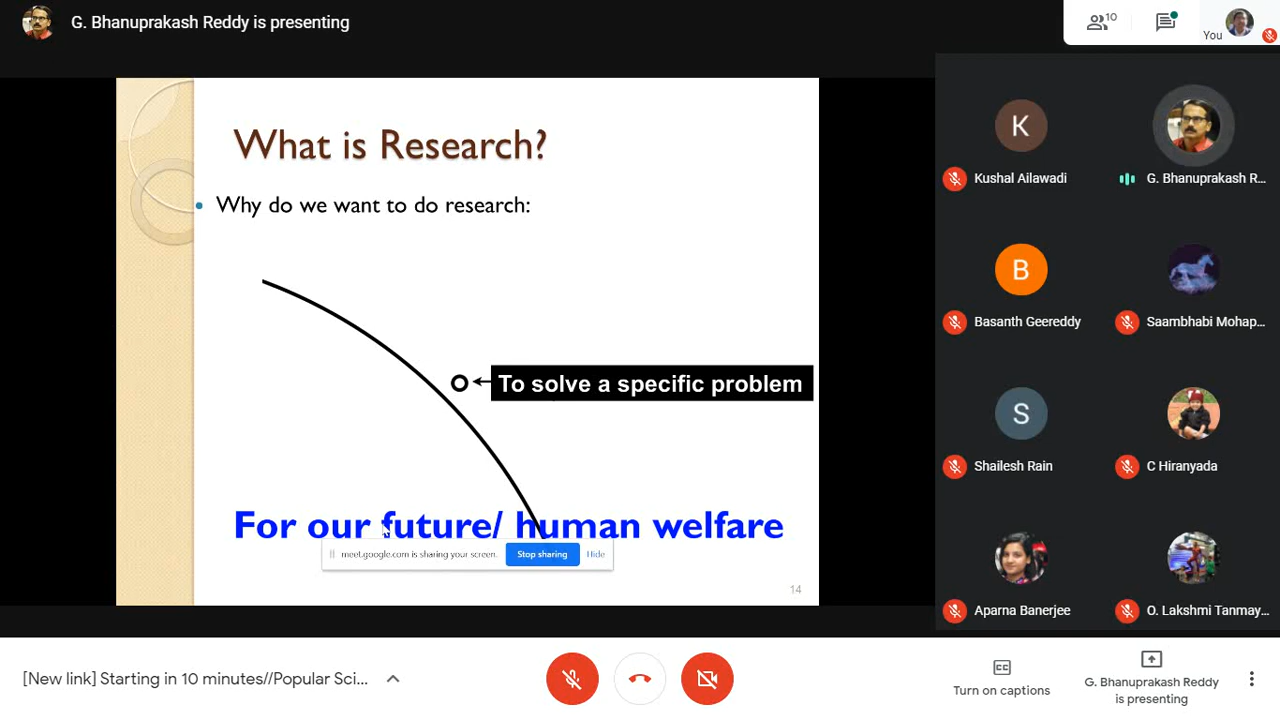 G. Bhanuprakash Reddy is presenting
10
You
What is Research?
Why do we want to do research:
To solve a specific problem
For our future/ human welfare
meet.google.com is sharing your screen.
Stop sharing
Hide
14
K
Kushal Ailawadi
G. Bhanuprakash R...
B
Basanth Geereddy
Saambhabi Mohap...
S
Shailesh Rain
C Hiranyada
Aparna Banerjee
O. Lakshmi Tanmay...
[New link] Starting in 10 minutes//Popular Sci...
CC
Turn on captions
G. Bhanuprakash Reddy
is presenting